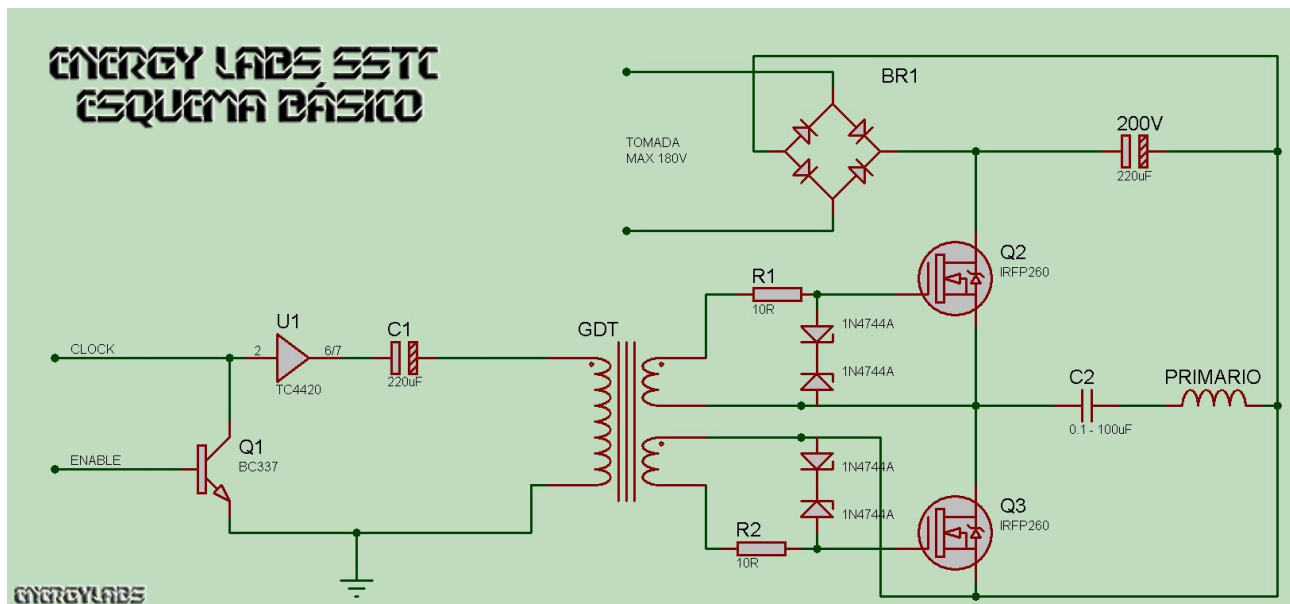 ENERGY LABS SSTC
ESQUEMA BÁSICO
BR1
200V
220uF
TOMADA
MAX 180V
Q2
IRFP260
R1
10R
1N4744A
1N4744A
GDT
U1
C1
CLOCK
2
6/7
TC4420
220uF
C2
PRIMARIO
0.1 - 100uF
Q1
BC337
ENABLE
1N4744A
1N4744A
Q3
IRFP260
R2
10R
ENERGYLABS